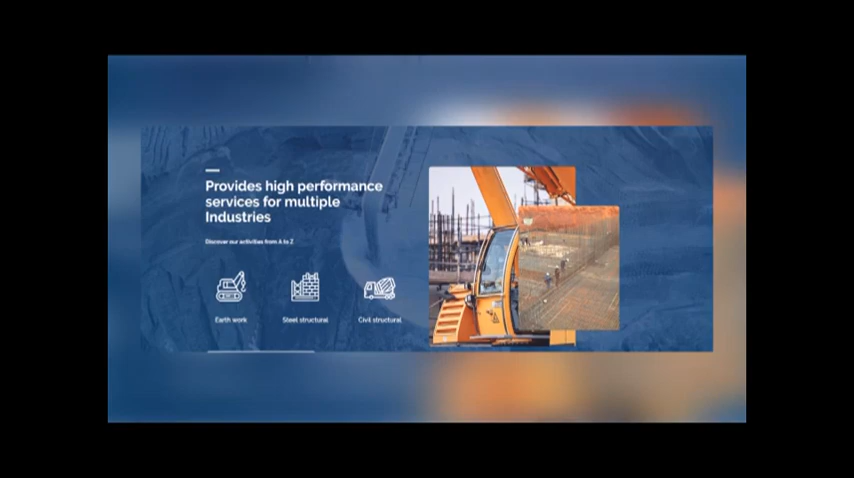 Provides high performance
services for multiple
Industries
Discover our activities from A to Z
Earth work
Steel structural
Civil structural